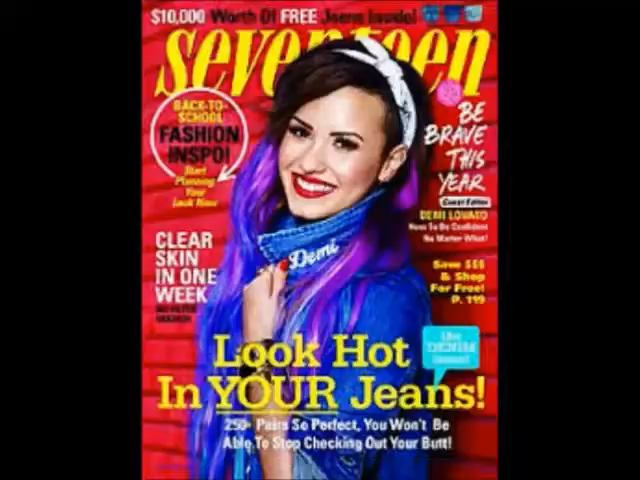 $10,000 Worth Of FREE Jeans Inside!
seventeen
BACK-TO-
SCHOOL
FASHION
INSPO!
Start
Planning
Your
Look Now
BE
BRAVE
THIS
YEAR
Guest Editor
DEMI LOVATO
How To Be Confident
No Matter What!
CLEAR
SKIN
IN ONE
WEEK
Demi
Save $$$
& Shop
For Free!
P. 119
The
DENIM
Look Hot
In YOUR Jeans!
250+ Pairs So Perfect, You Won't Be
Able To Stop Checking Out Your Butt!